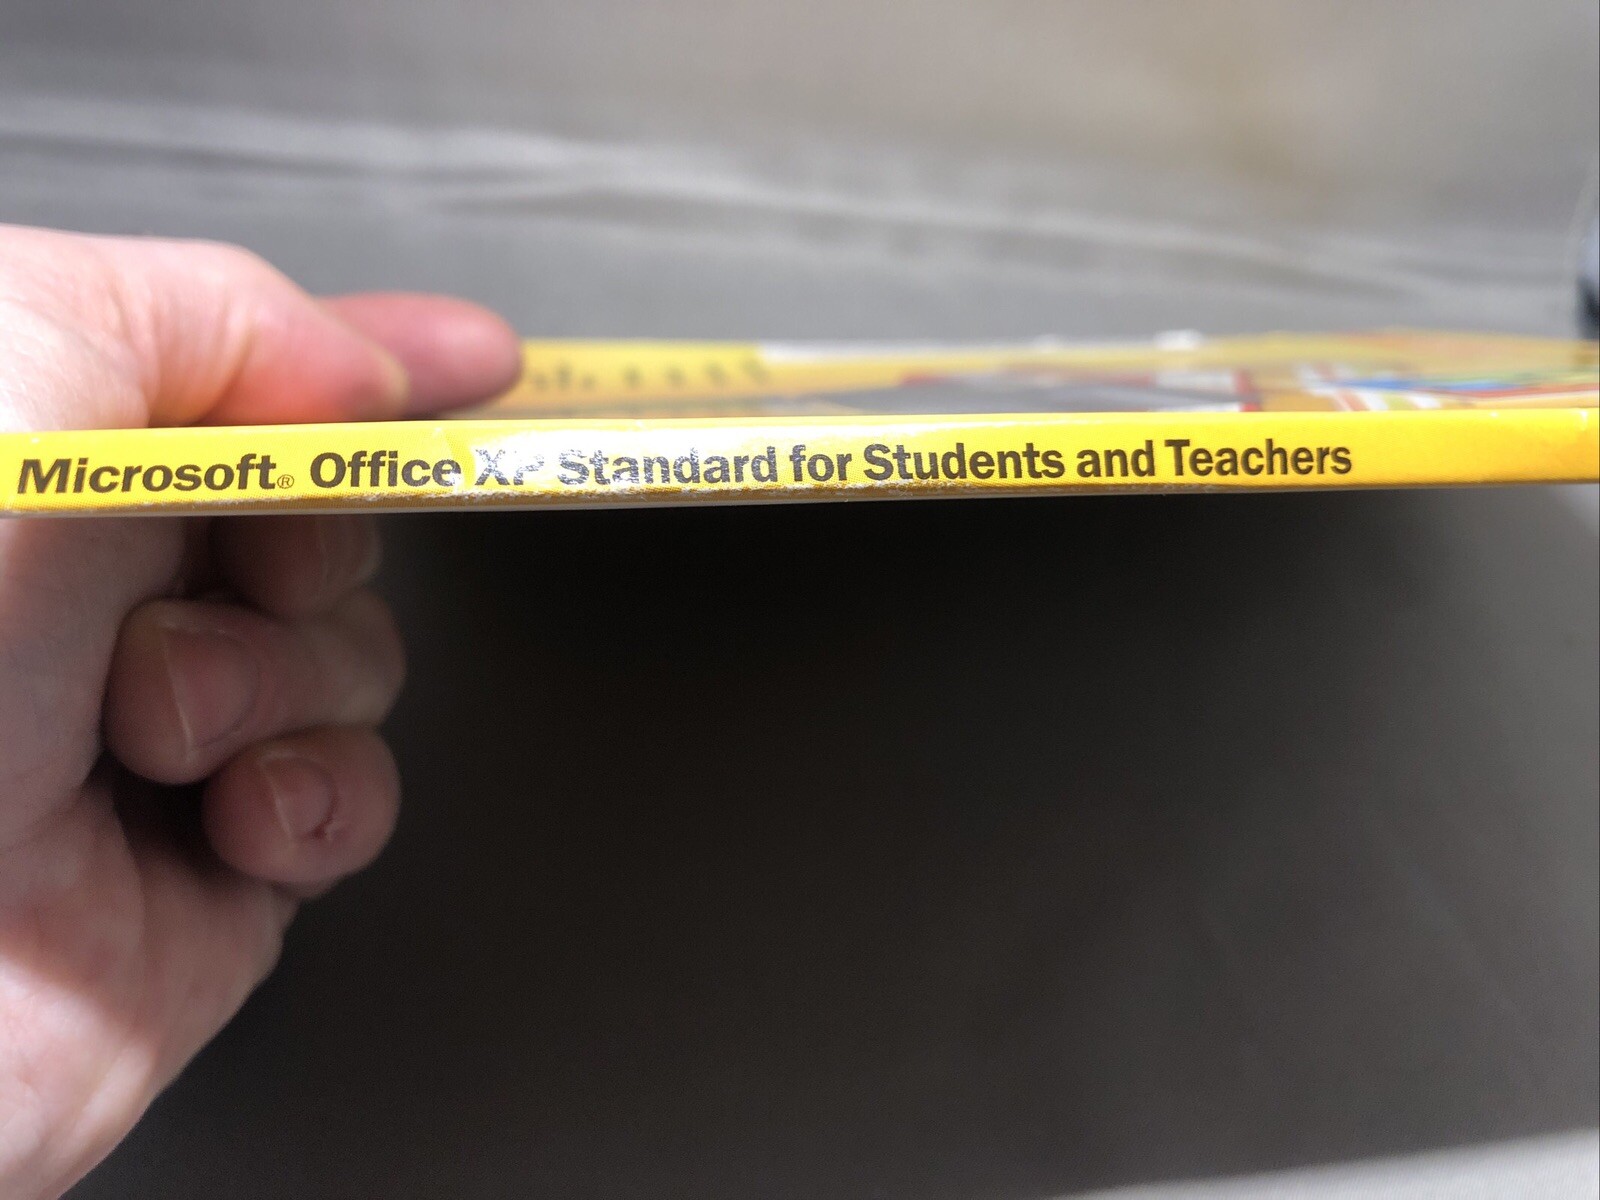 Microsoft® Office XP Standard for Students and Teachers